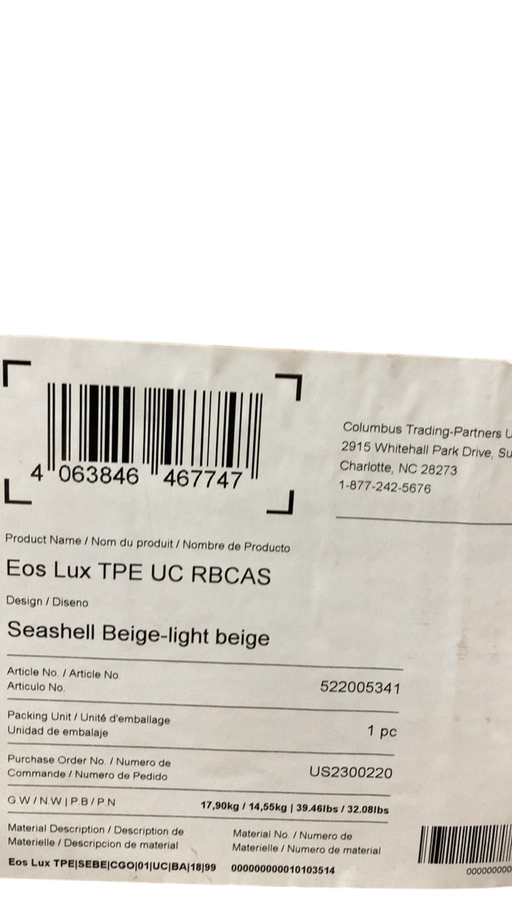 4 063846 467747
Columbus Trading-Partners
2915 Whitehall Park Drive,
Charlotte, NC 28273
1-877-242-5676
Product Name / Nom du produit / Nombre de Producto
Eos Lux TPE UC RBCAS
Design / Diseno
Seashell Beige-light beige
Article No. / Article No
Articulo No.
522005341
Packing Unit / Unité d'emballage
Unidad de embalaje
1 pc
Purchase Order No. / Numero de
Commande / Numero de Pedido
US2300220
G.W / N.W | P.B / P.N
17,90kg / 14,55kg | 39.46lbs / 32.08lbs
Material Description / Description de
Materielle / Descripcion de material
Eos Lux TPE|SEBE|CGO|01|UC|BA|18|99
Material No. / Numero de
Materielle / Numero de material
000000000010103514